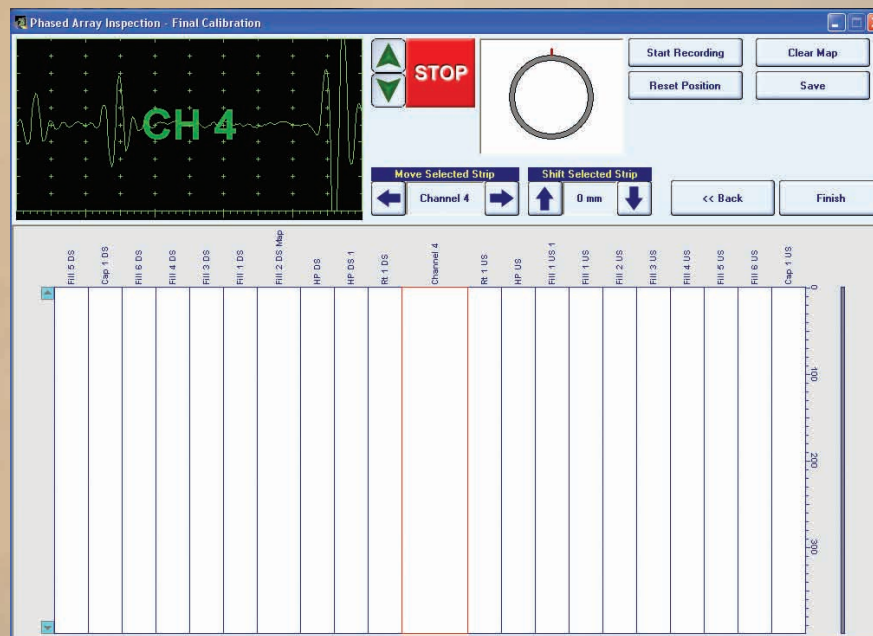 Phased Array Inspection - Final Calibration
CH 4
STOP
Start Recording
Clear Map
Reset Position
Save
Move Selected Strip
Shift Selected Strip
Channel 4
0 mm
<< Back
Finish
Fill 5 DS
Cap 1 DS
Fill 6 DS
Fill 4 DS
Fill 3 DS
Fill 1 DS
Fill 2 DS Map
HP DS
HP DS 1
Rt 1 DS
Channel 4
Rt 1 US
HP US
Fill 1 US 1
Fill 1 US
Fill 2 US
Fill 3 US
Fill 4 US
Fill 5 US
Fill 6 US
Cap 1 US
0
100
200
300